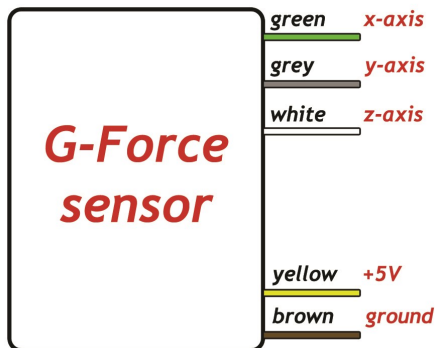 green x-axis
grey y-axis
white z-axis
G-Force
sensor
yellow +5V
brown ground